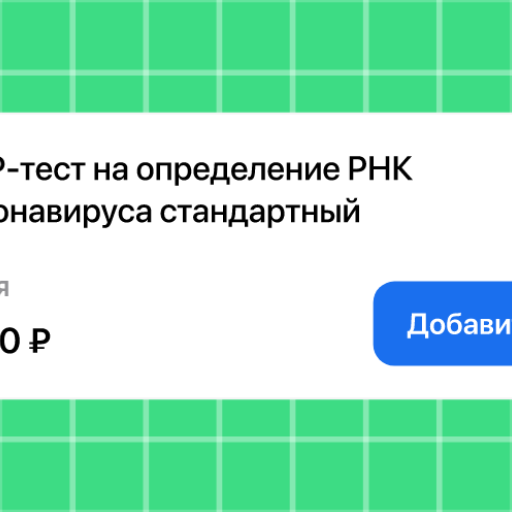 Р-тест на определение РНК
онавируса стандартный
я
0 ₽
Добави